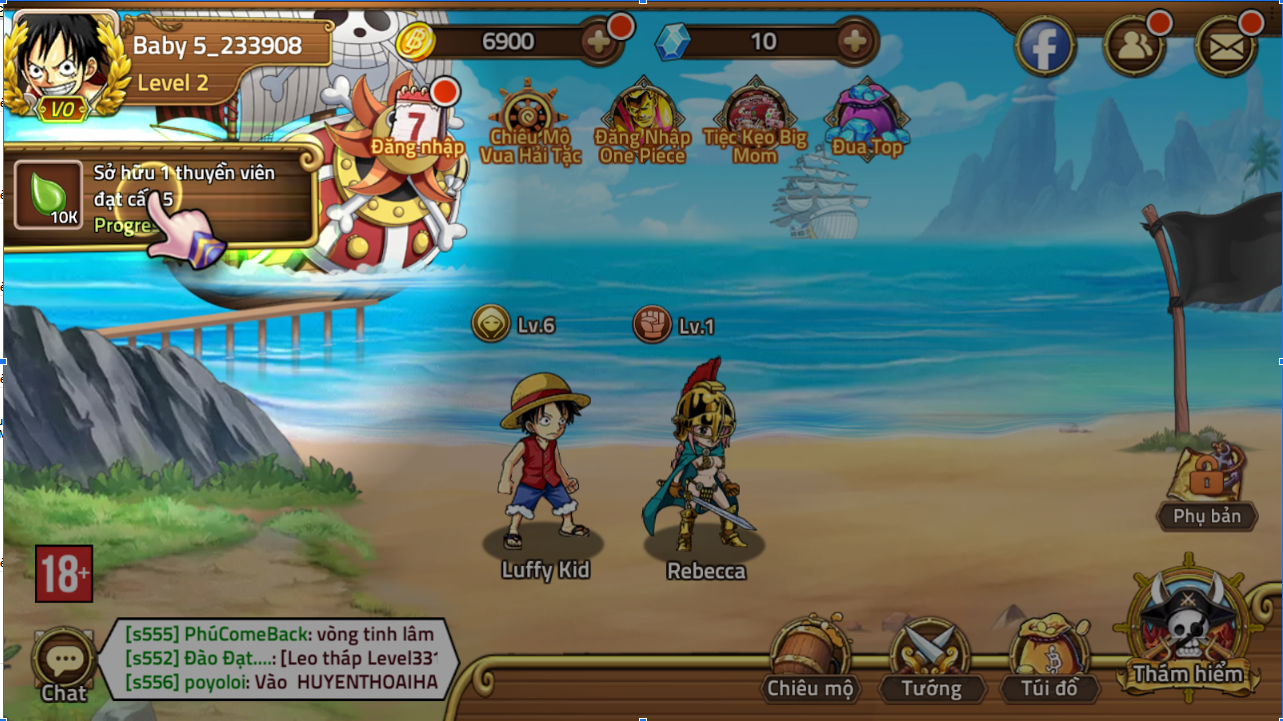 Baby 5_233908
Level 2
V0
6900
10
7
Đăng nhập
Chiêu Mộ
Vua Hải Tặc
Đăng Nhập
One Piece
Tiệc Kẹo Big
Mom
Đua Top
Sở hữu 1 thuyền viên
đạt cấ 5
10K
Lv.6
Lv.1
Luffy Kid
Rebecca
Phụ bản
18+
[s555] PhúComeBack: vòng tinh lâm
[s552] Đào Đạt....: [Leo tháp Level331
[s556] poyoloi: Vào HUYENTHOAIHA
Chat
Chiêu mộ
Tướng
Túi đồ
Thám hiểm